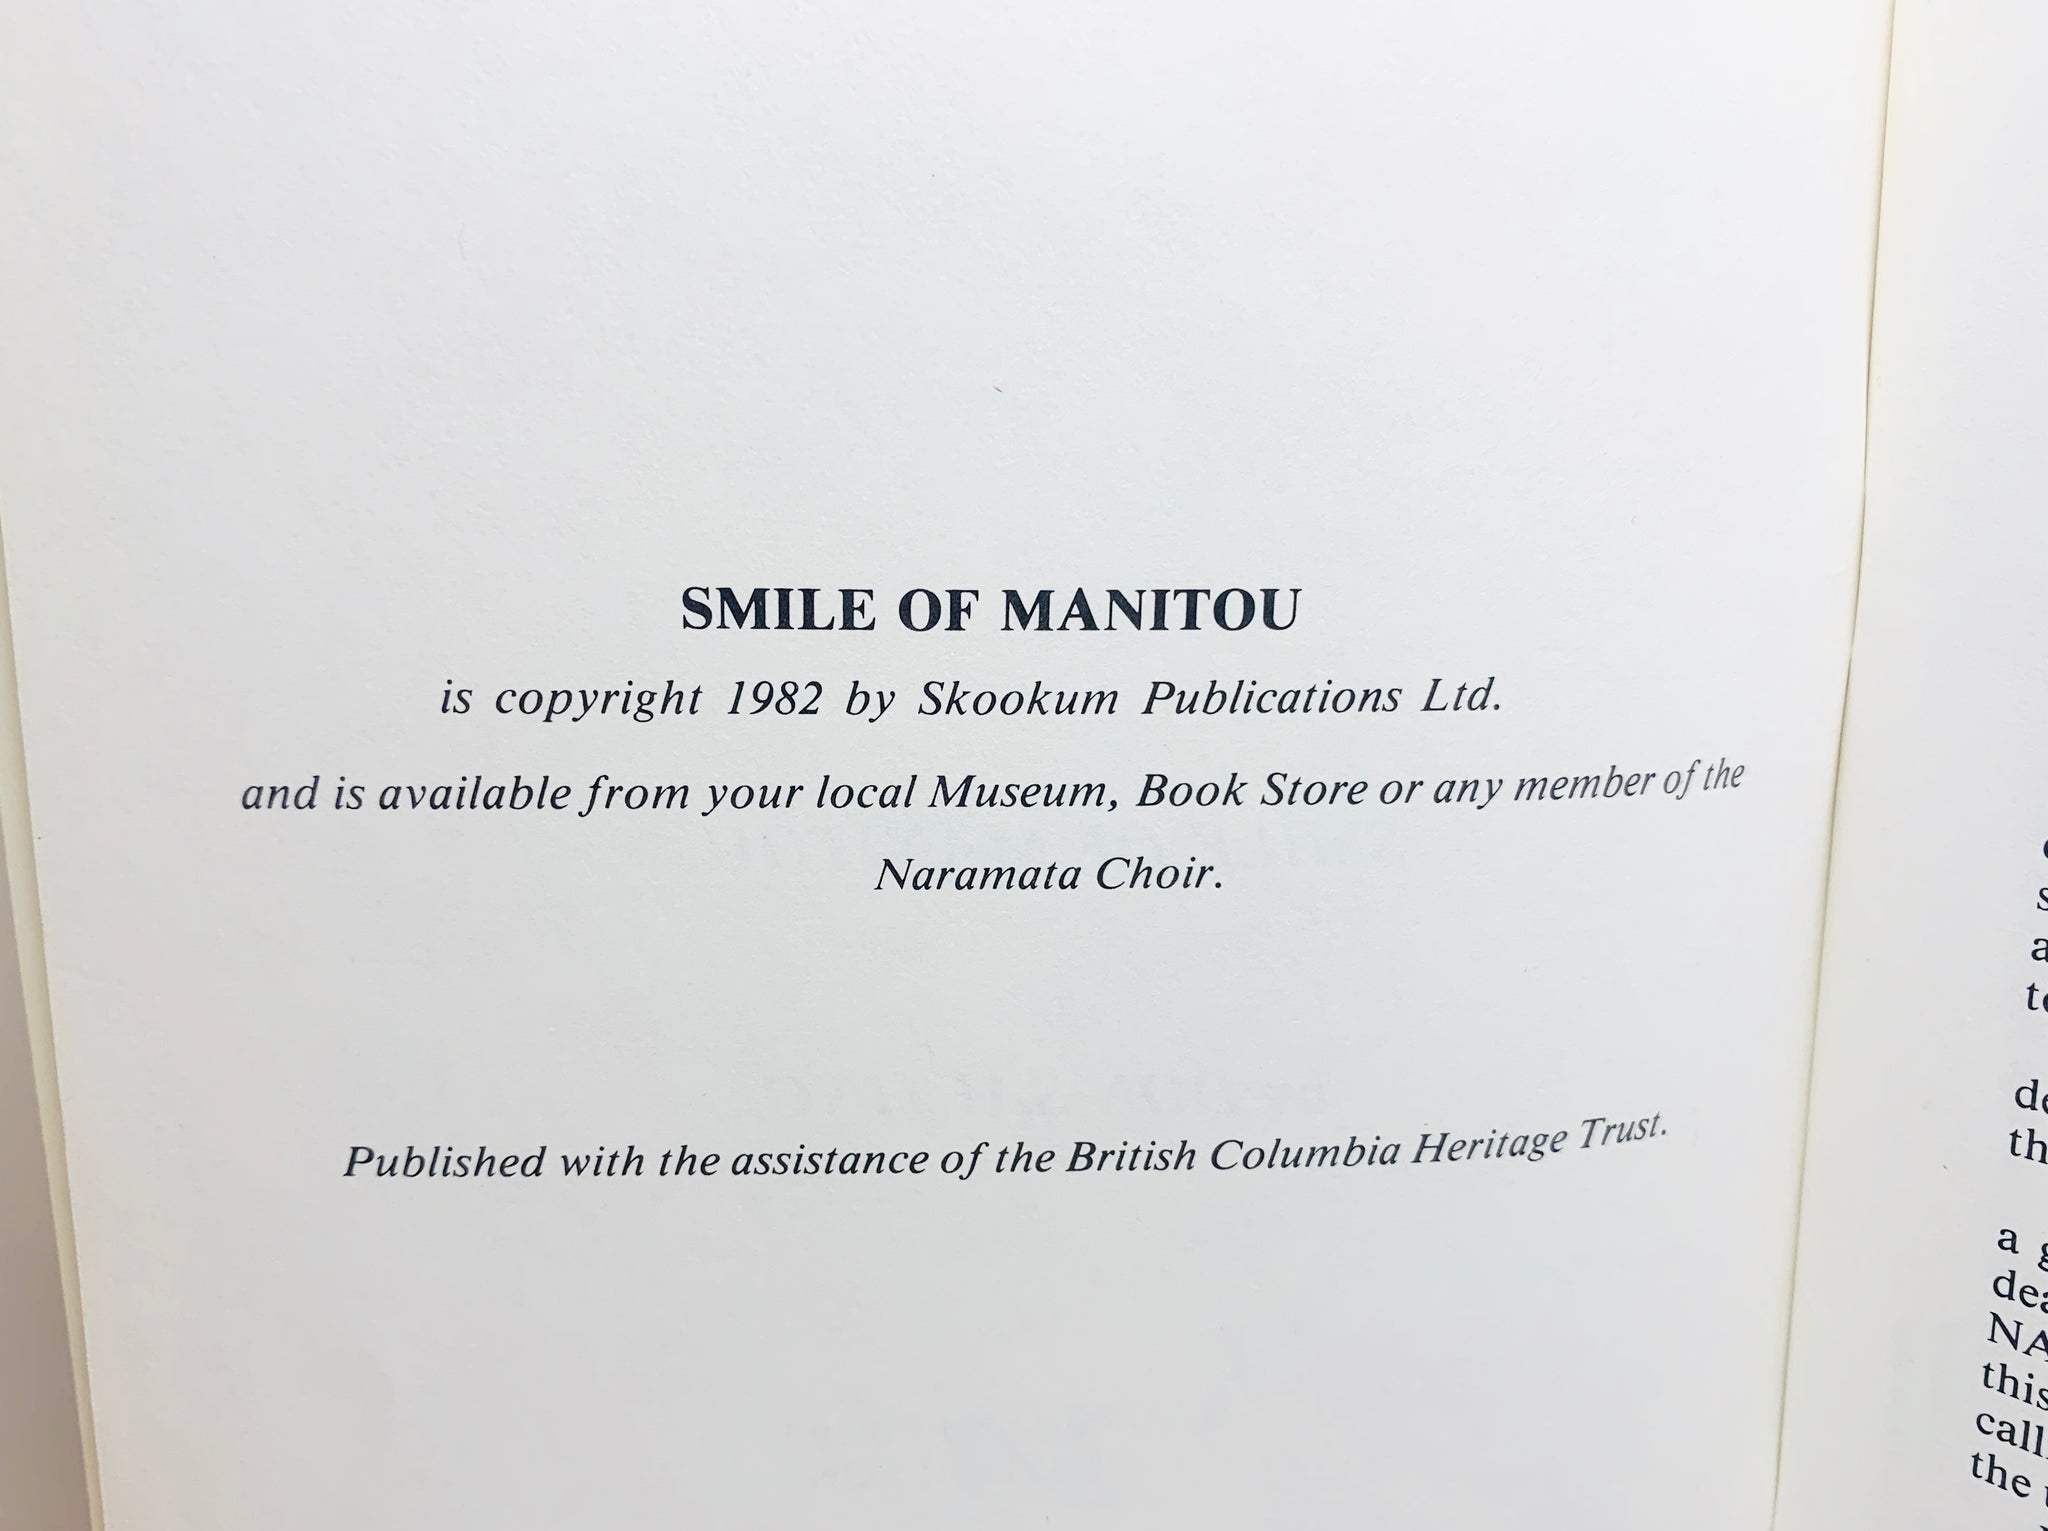 SMILE OF MANITOU
is copyright 1982 by Skookum Publications Ltd.
and is available from your local Museum, Book Store or any member of the
Naramata Choir.
Published with the assistance of the British Columbia Heritage Trust.
a
the